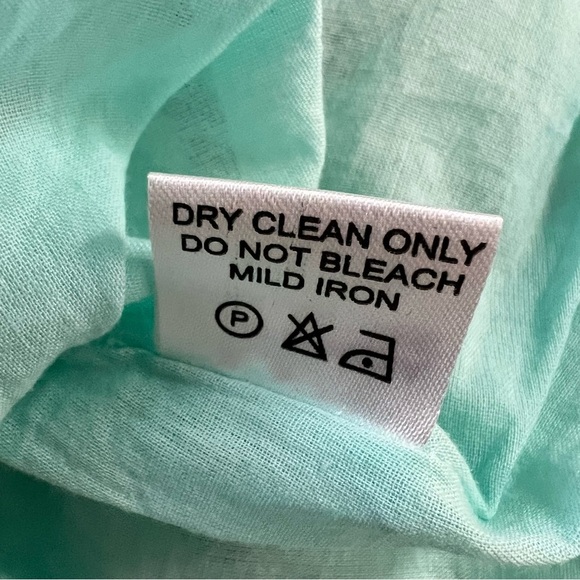 DRY CLEAN ONLY
DO NOT BLEACH
MILD IRON
P